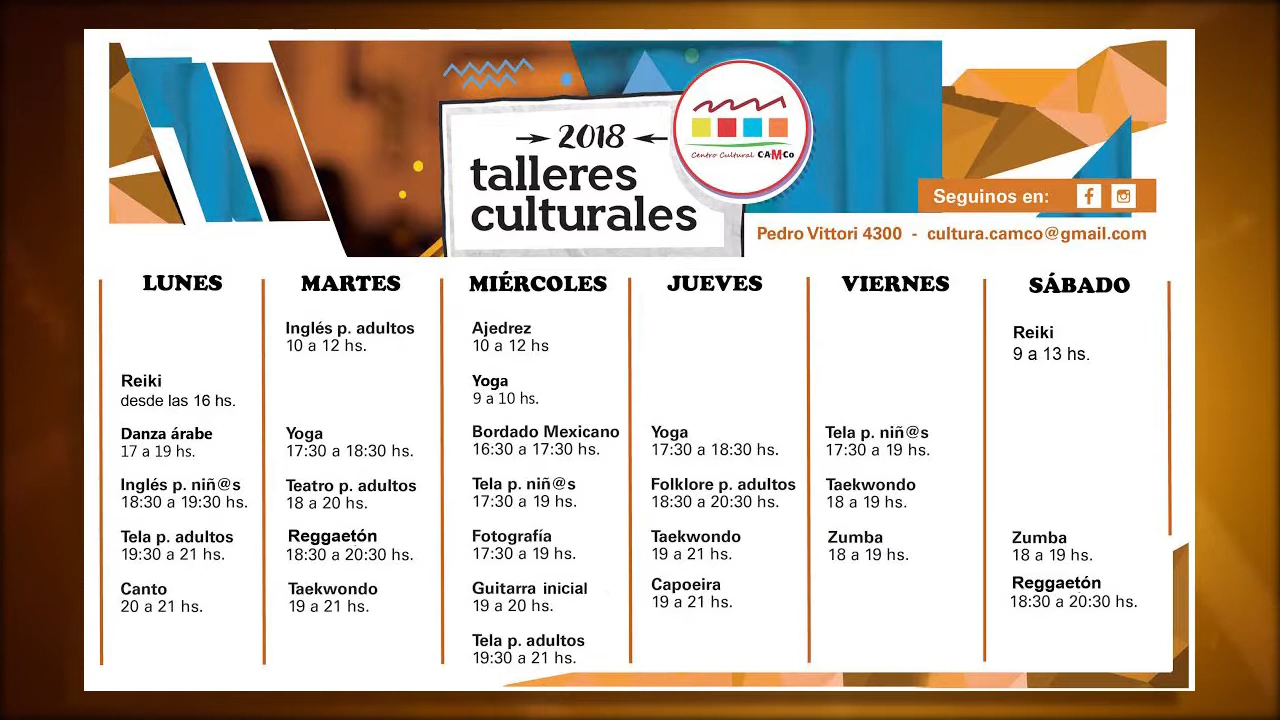 2018
talleres
culturales
Centro Cultural CAMCo
Seguinos en:
Pedro Vittori 4300 - cultura.camco@gmail.com
LUNES
Reiki
desde las 16 hs.
Danza árabe
17 a 19 hs.
Inglés p. niñ@s
18:30 a 19:30 hs.
Tela p. adultos
19:30 a 21 hs.
Canto
20 a 21 hs.
MARTES
Inglés p. adultos
10 a 12 hs.
Yoga
17:30 a 18:30 hs.
Teatro p. adultos
18 a 20 hs.
Reggaetón
18:30 a 20:30 hs.
Taekwondo
19 a 21 hs.
MIÉRCOLES
Ajedrez
10 a 12 hs
Yoga
9 a 10 hs.
Bordado Mexicano
16:30 a 17:30 hs.
Tela p. niñ@s
17:30 a 19 hs.
Fotografía
17:30 a 19 hs.
Guitarra inicial
19 a 20 hs.
Tela p. adultos
19:30 a 21 hs.
JUEVES
Yoga
17:30 a 18:30 hs.
Folklore p. adultos
18:30 a 20:30 hs.
Taekwondo
19 a 21 hs.
Capoeira
19 a 21 hs.
VIERNES
Tela p. niñ@s
17:30 a 19 hs.
Taekwondo
18 a 19 hs.
Zumba
18 a 19 hs.
SÁBADO
Reiki
9 a 13 hs.
Zumba
18 a 19 hs.
Reggaetón
18:30 a 20:30 hs.